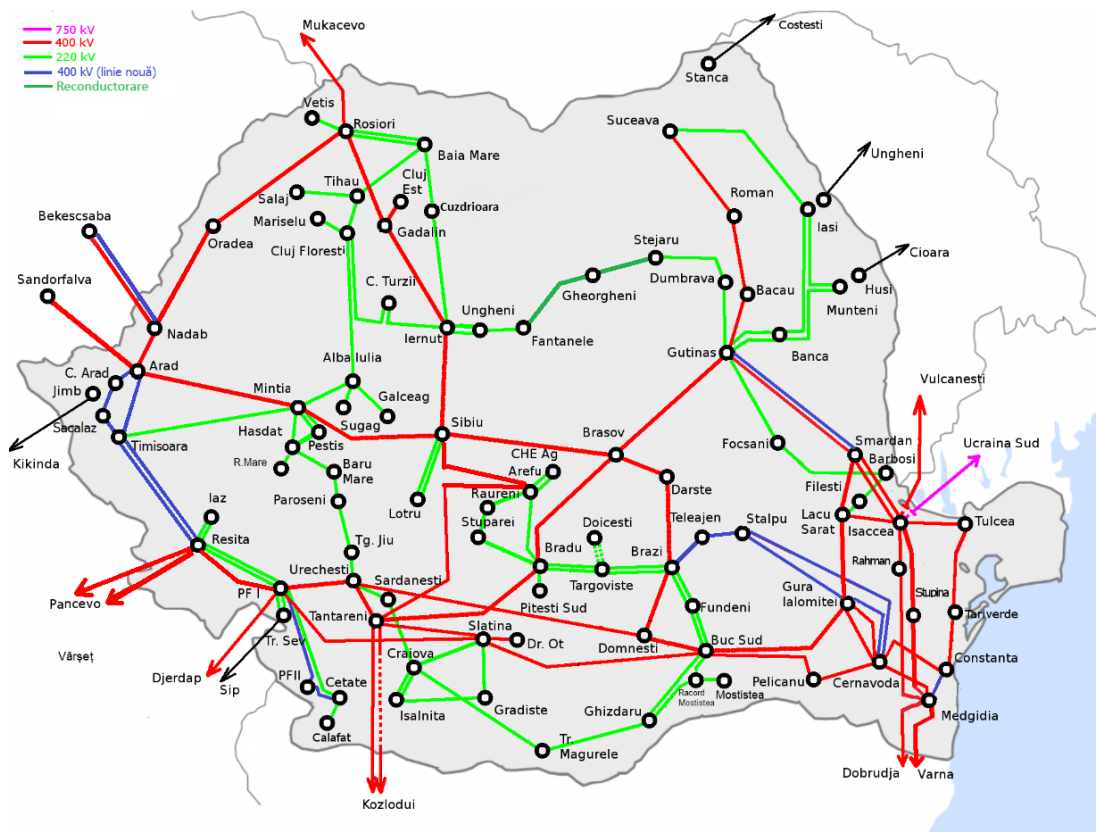 750 kV
400 kV
220 kV
400 kV (linie nouă)
Reconductorare
Mukacevo
Costesti
Stanca
Vetis
Rosiori
Suceava
Baia Mare
Ungheni
Tihau
Cluj
Est
Salaj
Cuzdrioara
Roman
Mariselu
Gadalin
Iasi
Bekescsaba
Oradea
Cluj Floresti
Stejaru
Cioara
Sandorfalva
C. Turzii
Gheorgheni
Dumbrava
Husi
Bacau
Munteni
Nadab
Ungheni
Iernut
Fantanele
Gutinas
Banca
Arad
Alba Iulia
C. Arad
Jimb
Mintia
Galceag
Vulcanesti
Sacalaz
Sugag
Hasdat
Pestis
Sibiu
Brasov
Timisoara
Focsani
Smardan
Ucraina Sud
Kikinda
R.Mare
CHE Ag
Barbosi
Baru
Mare
Arefu
Darste
Filesti
Iaz
Paroseni
Raureni
Lotru
Doicesti
Teleajen
Stalpu
Lacu
Sarat
Isaccea
Tulcea
Stuparei
Resita
Tg. Jiu
Bradu
Brazi
Rahman
Urechesti
Targoviste
Gura
Ialomitei
PF I
Sardanesti
Pitesti Sud
Stupina
Pancevo
Tantareni
Fundeni
Tariverde
Tr. Sev
Slatina
Dr. Ot
Vârșeț
Domnesti
Buc Sud
Craiova
Constanta
Djerdap
Sip
PFII
Cetate
Pelicanu
Cernavoda
Racord
Mostistea
Mostistea
Isalnita
Gradiste
Ghizdaru
Medgidia
Calafat
Tr.
Magurele
Dobrudja
Varna
Kozlodui